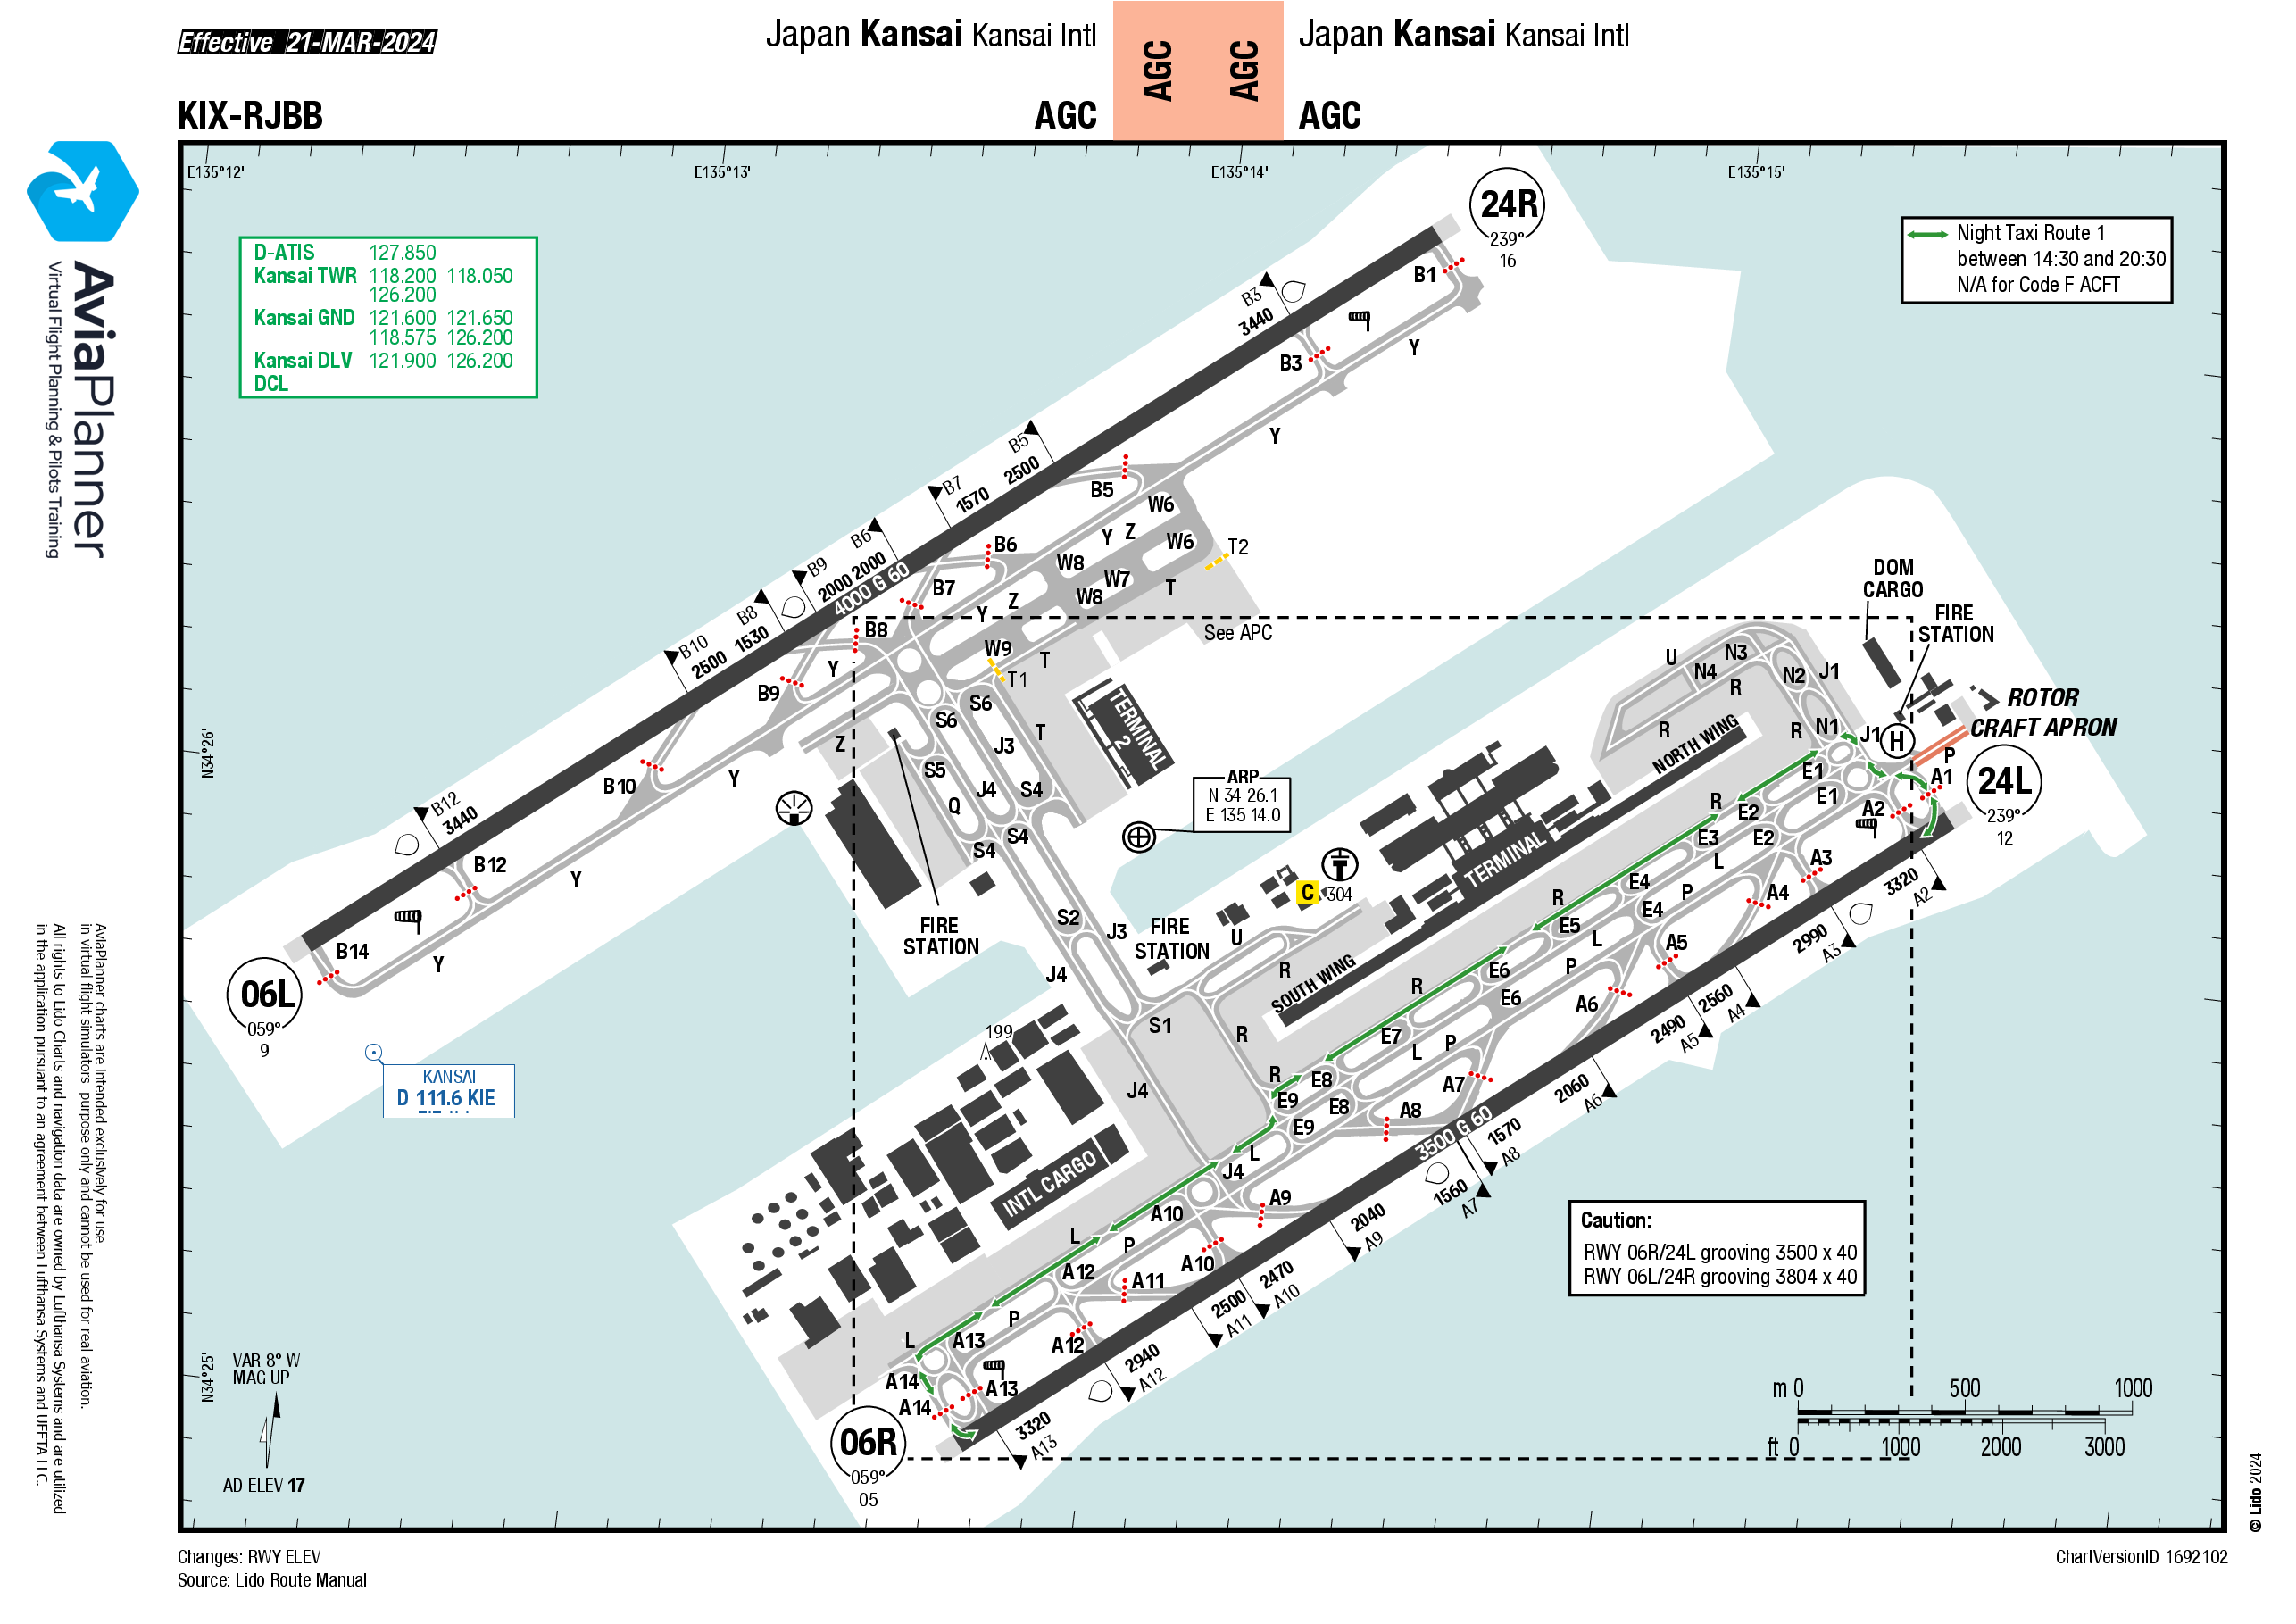 Effective 21-MAR-2024
Japan Kansai Kansai Intl
AGC
AGC
Japan Kansai Kansai Intl
KIX-RJBB
AGC
AGC
AviaPlanner
Virtual Flight Planning & Pilots Training
E135°12'
E135°13'
E135°14'
E135°15'
D-ATIS 127.850
Kansai TWR 118.200 118.050
126.200
Kansai GND 121.600 121.650
118.575 126.200
Kansai DLV 121.900 126.200
DCL
24R
239°
16
Night Taxi Route 1
between 14:30 and 20:30
N/A for Code F ACFT
B1
B3
3440
B3
Y
Y
B5
2500
B7
1570
B5
W6
B6
2000
B9
2000
4000 G 60
B6
Y
Z
W6
T2
W8
W7
W8
T
B7
Z
Y
B8
1530
B8
See APC
DOM
CARGO
FIRE
STATION
B10
2500
W9
T
T1
Y
B9
S6
S6
T
J3
TERMINAL
2
U
N4
N3
N2
J1
R
R
R
N1
J1
H
ROTOR
CRAFT APRON
P
N34°26'
Z
Y
B10
S5
J4
S4
Q
S4
S4
ARP
N 34 26.1
E 135 14.0
NORTH WING
E1
E1
A1
A2
24L
239°
12
R
E2
E3
E2
L
B12
3440
B12
Y
TERMINAL
C
304
E4
E4
P
A3
A4
3320
A2
FIRE
STATION
S2
J3
FIRE
STATION
U
R
R
E5
L
A5
2990
A3
B14
Y
06L
059°
9
J4
SOUTH WING
R
E6
P
E6
A6
2560
A4
2490
A5
S1
R
199
E7
L
P
KANSAI
D 111.6 KIE
J4
R
E8
E9
E8
A7
2060
A6
E9
A8
3500 G 60
1570
A8
L
J4
INTL CARGO
1560
A7
A9
2040
A9
A10
L
P
A10
A12
A11
2470
A10
2500
A11
Caution:
RWY 06R/24L grooving 3500 x 40
RWY 06L/24R grooving 3804 x 40
P
L
A13
A12
2940
A12
A14
A13
A14
3320
A13
06R
059°
05
N34°25'
VAR 8° W
MAG UP
AD ELEV 17
m 0 500 1000
ft 0 1000 2000 3000
AviaPlanner charts are intended exclusively for use
in virtual flight simulators purpose only and cannot be used for real aviation.
All rights to Lido Charts and navigation data are owned by Lufthansa Systems and are utilized
in the application pursuant to an agreement between Lufthansa Systems and UFETA LLC.
© Lido 2024
Changes: RWY ELEV
Source: Lido Route Manual
ChartVersionID 1692102